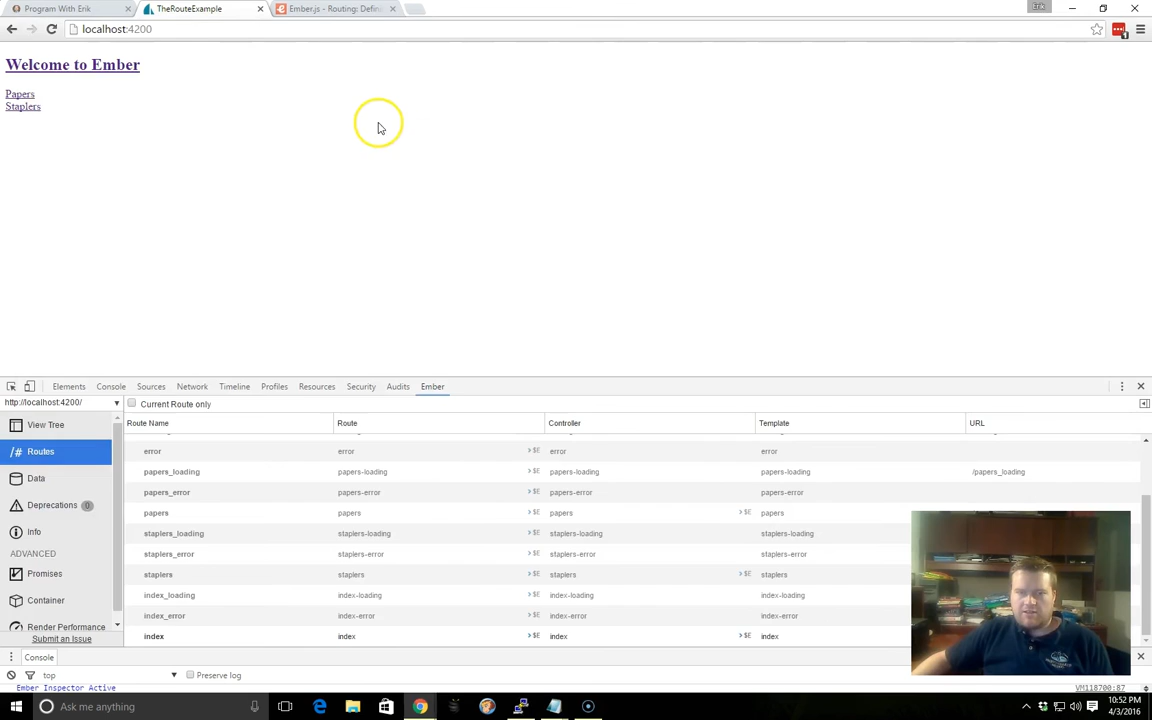 Program With Erik
TheRouteExample
Ember.js - Routing: Defini
Erik
localhost:4200
Welcome to Ember
Papers
Staplers
Elements Console Sources Network Timeline Profiles Resources Security Audits Ember
http://localhost:4200/
Current Route only
Route Name Route Controller Template URL
View Tree
/# Routes
Data
Deprecations 0
Info
ADVANCED
Promises
Container
Render Performance
Submit an Issue
error error >$E error error
papers_loading papers-loading >$E papers-loading papers-loading /papers_loading
papers_error papers-error >$E papers-error papers-error
papers papers >$E papers >$E papers
staplers_loading staplers-loading >$E staplers-loading staplers-loading
staplers_error staplers-error >$E staplers-error staplers-error
staplers staplers >$E staplers >$E staplers
index_loading index-loading >$E index-loading index-loading
index_error index-error >$E index-error index-error
index index >$E index >$E index
Console
top Preserve log
Ember Inspector Active VM118700:87
Ask me anything
10:52 PM
4/3/2016